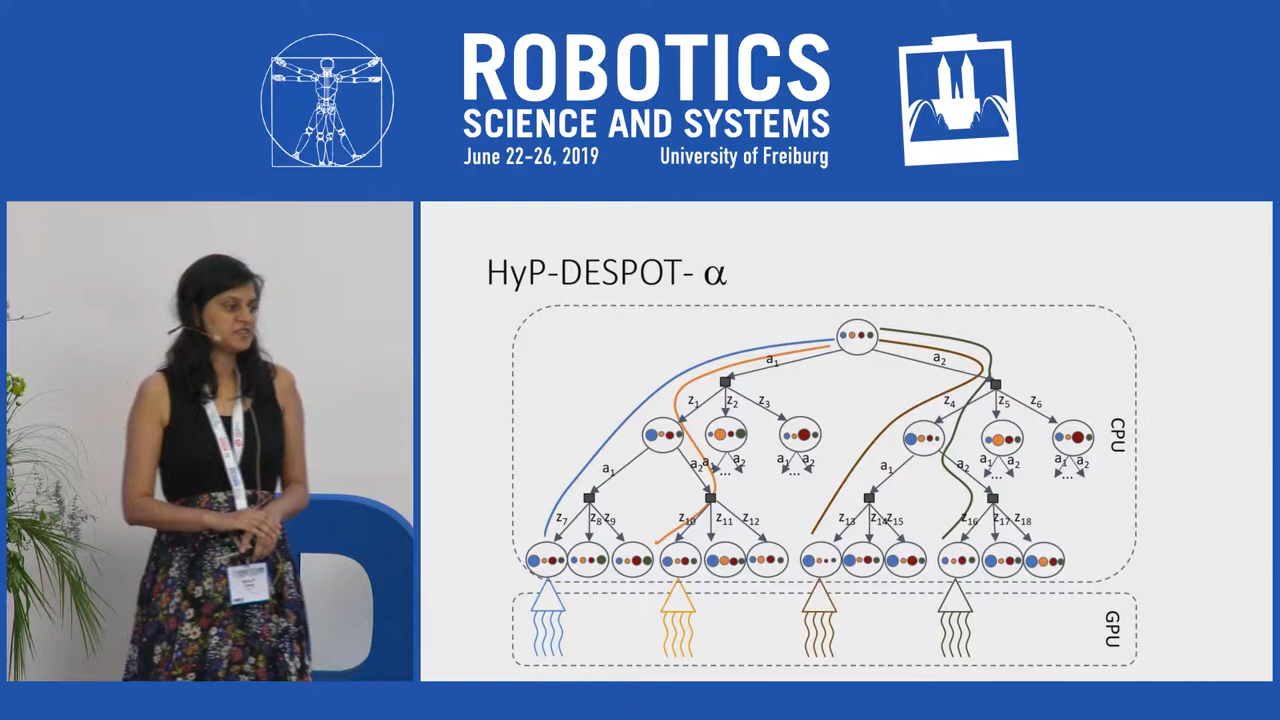 ROBOTICS
SCIENCE AND SYSTEMS
June 22-26, 2019 University of Freiburg
HyP-DESPOT- α
a₁ a₂
z₁ z₂ z₃ z₄ z₅ z₆
CPU
a₁ a₂ a₁ a₂ a₁ a₂ a₁ a₂ a₁ a₂ a₁ a₂
... ... ... ...
z₇ z₈ z₉ z₁₀ z₁₁ z₁₂ z₁₃ z₁₄ z₁₅ z₁₆ z₁₇ z₁₈
GPU